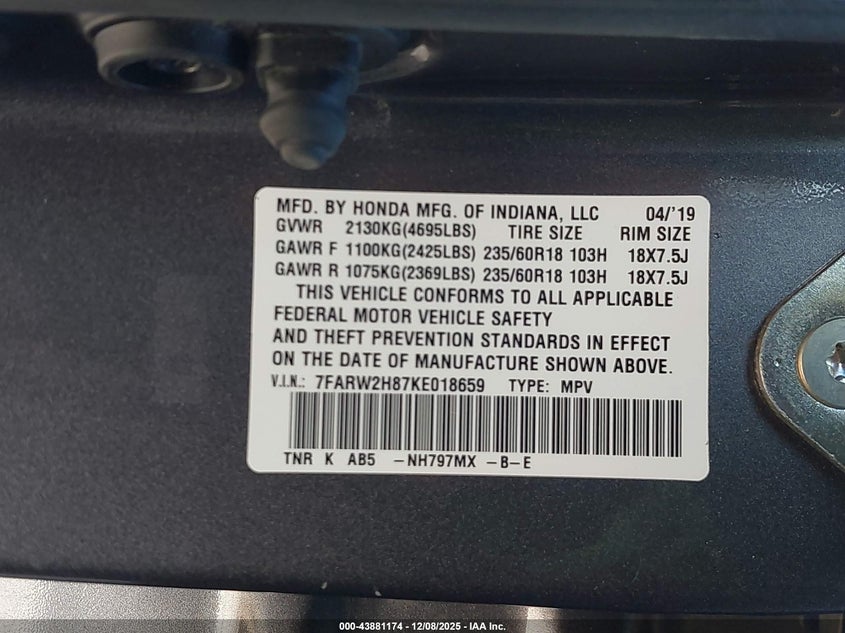 MFD. BY HONDA MFG. OF INDIANA, LLC 04/'19
GVWR 2130KG(4695LBS) TIRE SIZE RIM SIZE
GAWR F 1100KG(2425LBS) 235/60R18 103H 18X7.5J
GAWR R 1075KG(2369LBS) 235/60R18 103H 18X7.5J
THIS VEHICLE CONFORMS TO ALL APPLICABLE
FEDERAL MOTOR VEHICLE SAFETY
AND THEFT PREVENTION STANDARDS IN EFFECT
ON THE DATE OF MANUFACTURE SHOWN ABOVE.
V.I.N.: 7FARW2H87KE018659 TYPE: MPV
TNR K AB5 -NH797MX -B-E
000-43881174 - 12/08/2025 - IAA Inc.